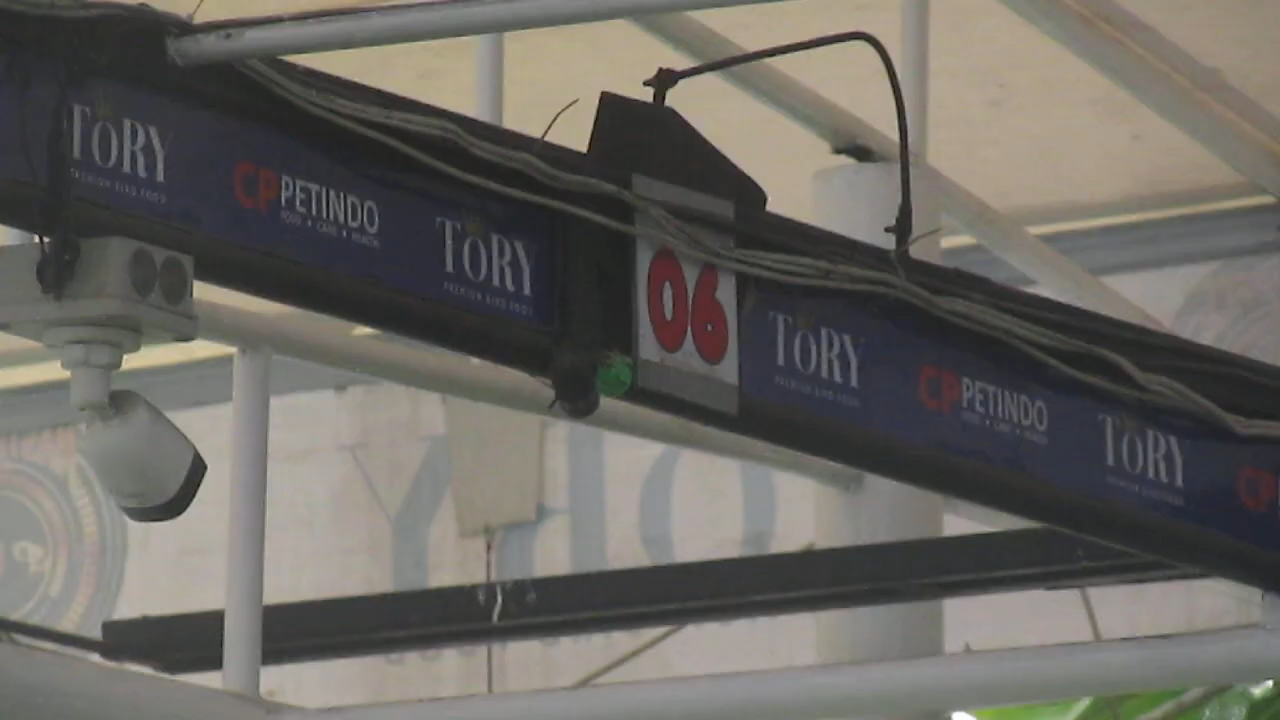 TORY
PREMIUM BIRD FOOD
CP PETINDO
FOOD • CARE • HEALTH
TORY
PREMIUM BIRD FOOD
06
TORY
PREMIUM BIRD FOOD
CP PETINDO
FOOD • CARE • HEALTH
TORY
PREMIUM BIRD FOOD
CP